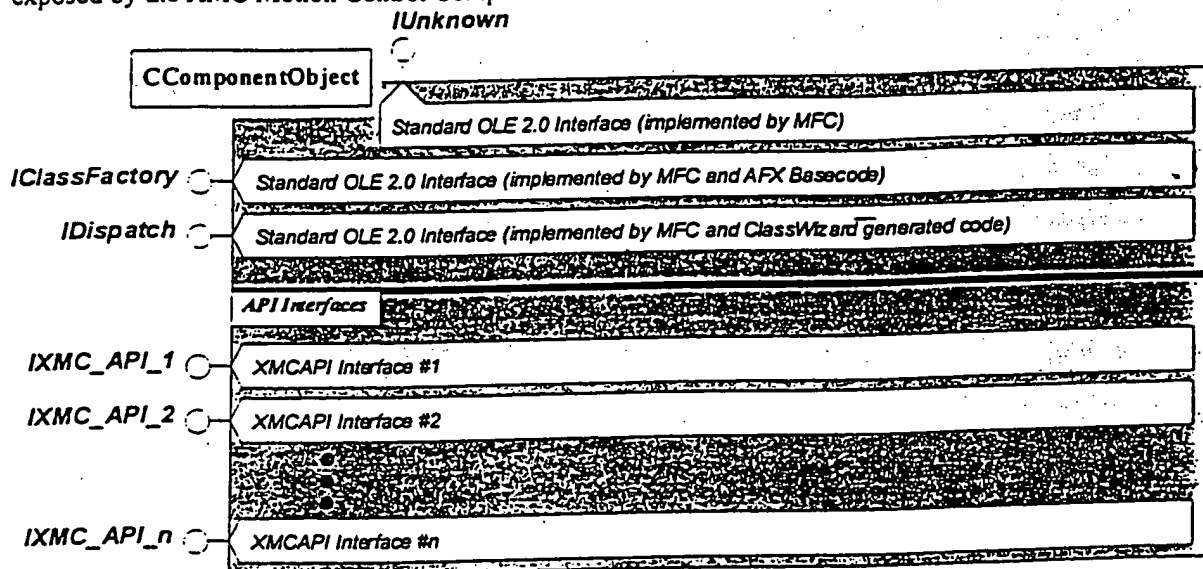 IUnknown
CComponentObject
Standard OLE 2.0 Interface (implemented by MFC)
IClassFactory
Standard OLE 2.0 Interface (implemented by MFC and AFX Basecode)
IDispatch
Standard OLE 2.0 Interface (implemented by MFC and ClassWizard generated code)
API Interfaces
IXMC_API_1
XMCAPI Interface #1
IXMC_API_2
XMCAPI Interface #2
IXMC_API_n
XMCAPI Interface #n